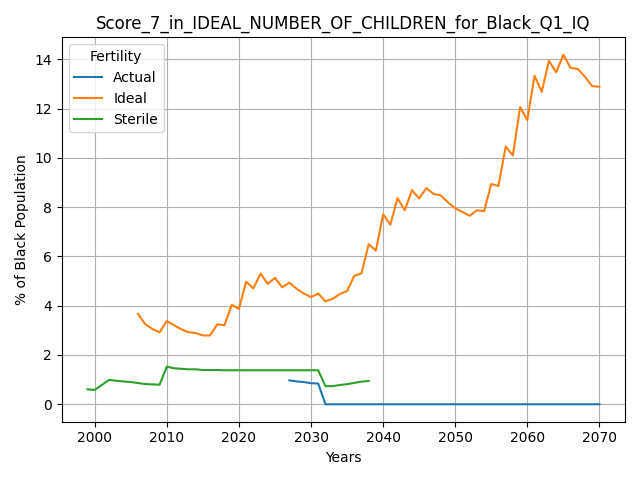 Score_7_in_IDEAL_NUMBER_OF_CHILDREN_for_Black_Q1_IQ
Fertility
Actual
Ideal
Sterile
% of Black Population
14
12
10
8
6
4
2
0
2000 2010 2020 2030 2040 2050 2060 2070
Years